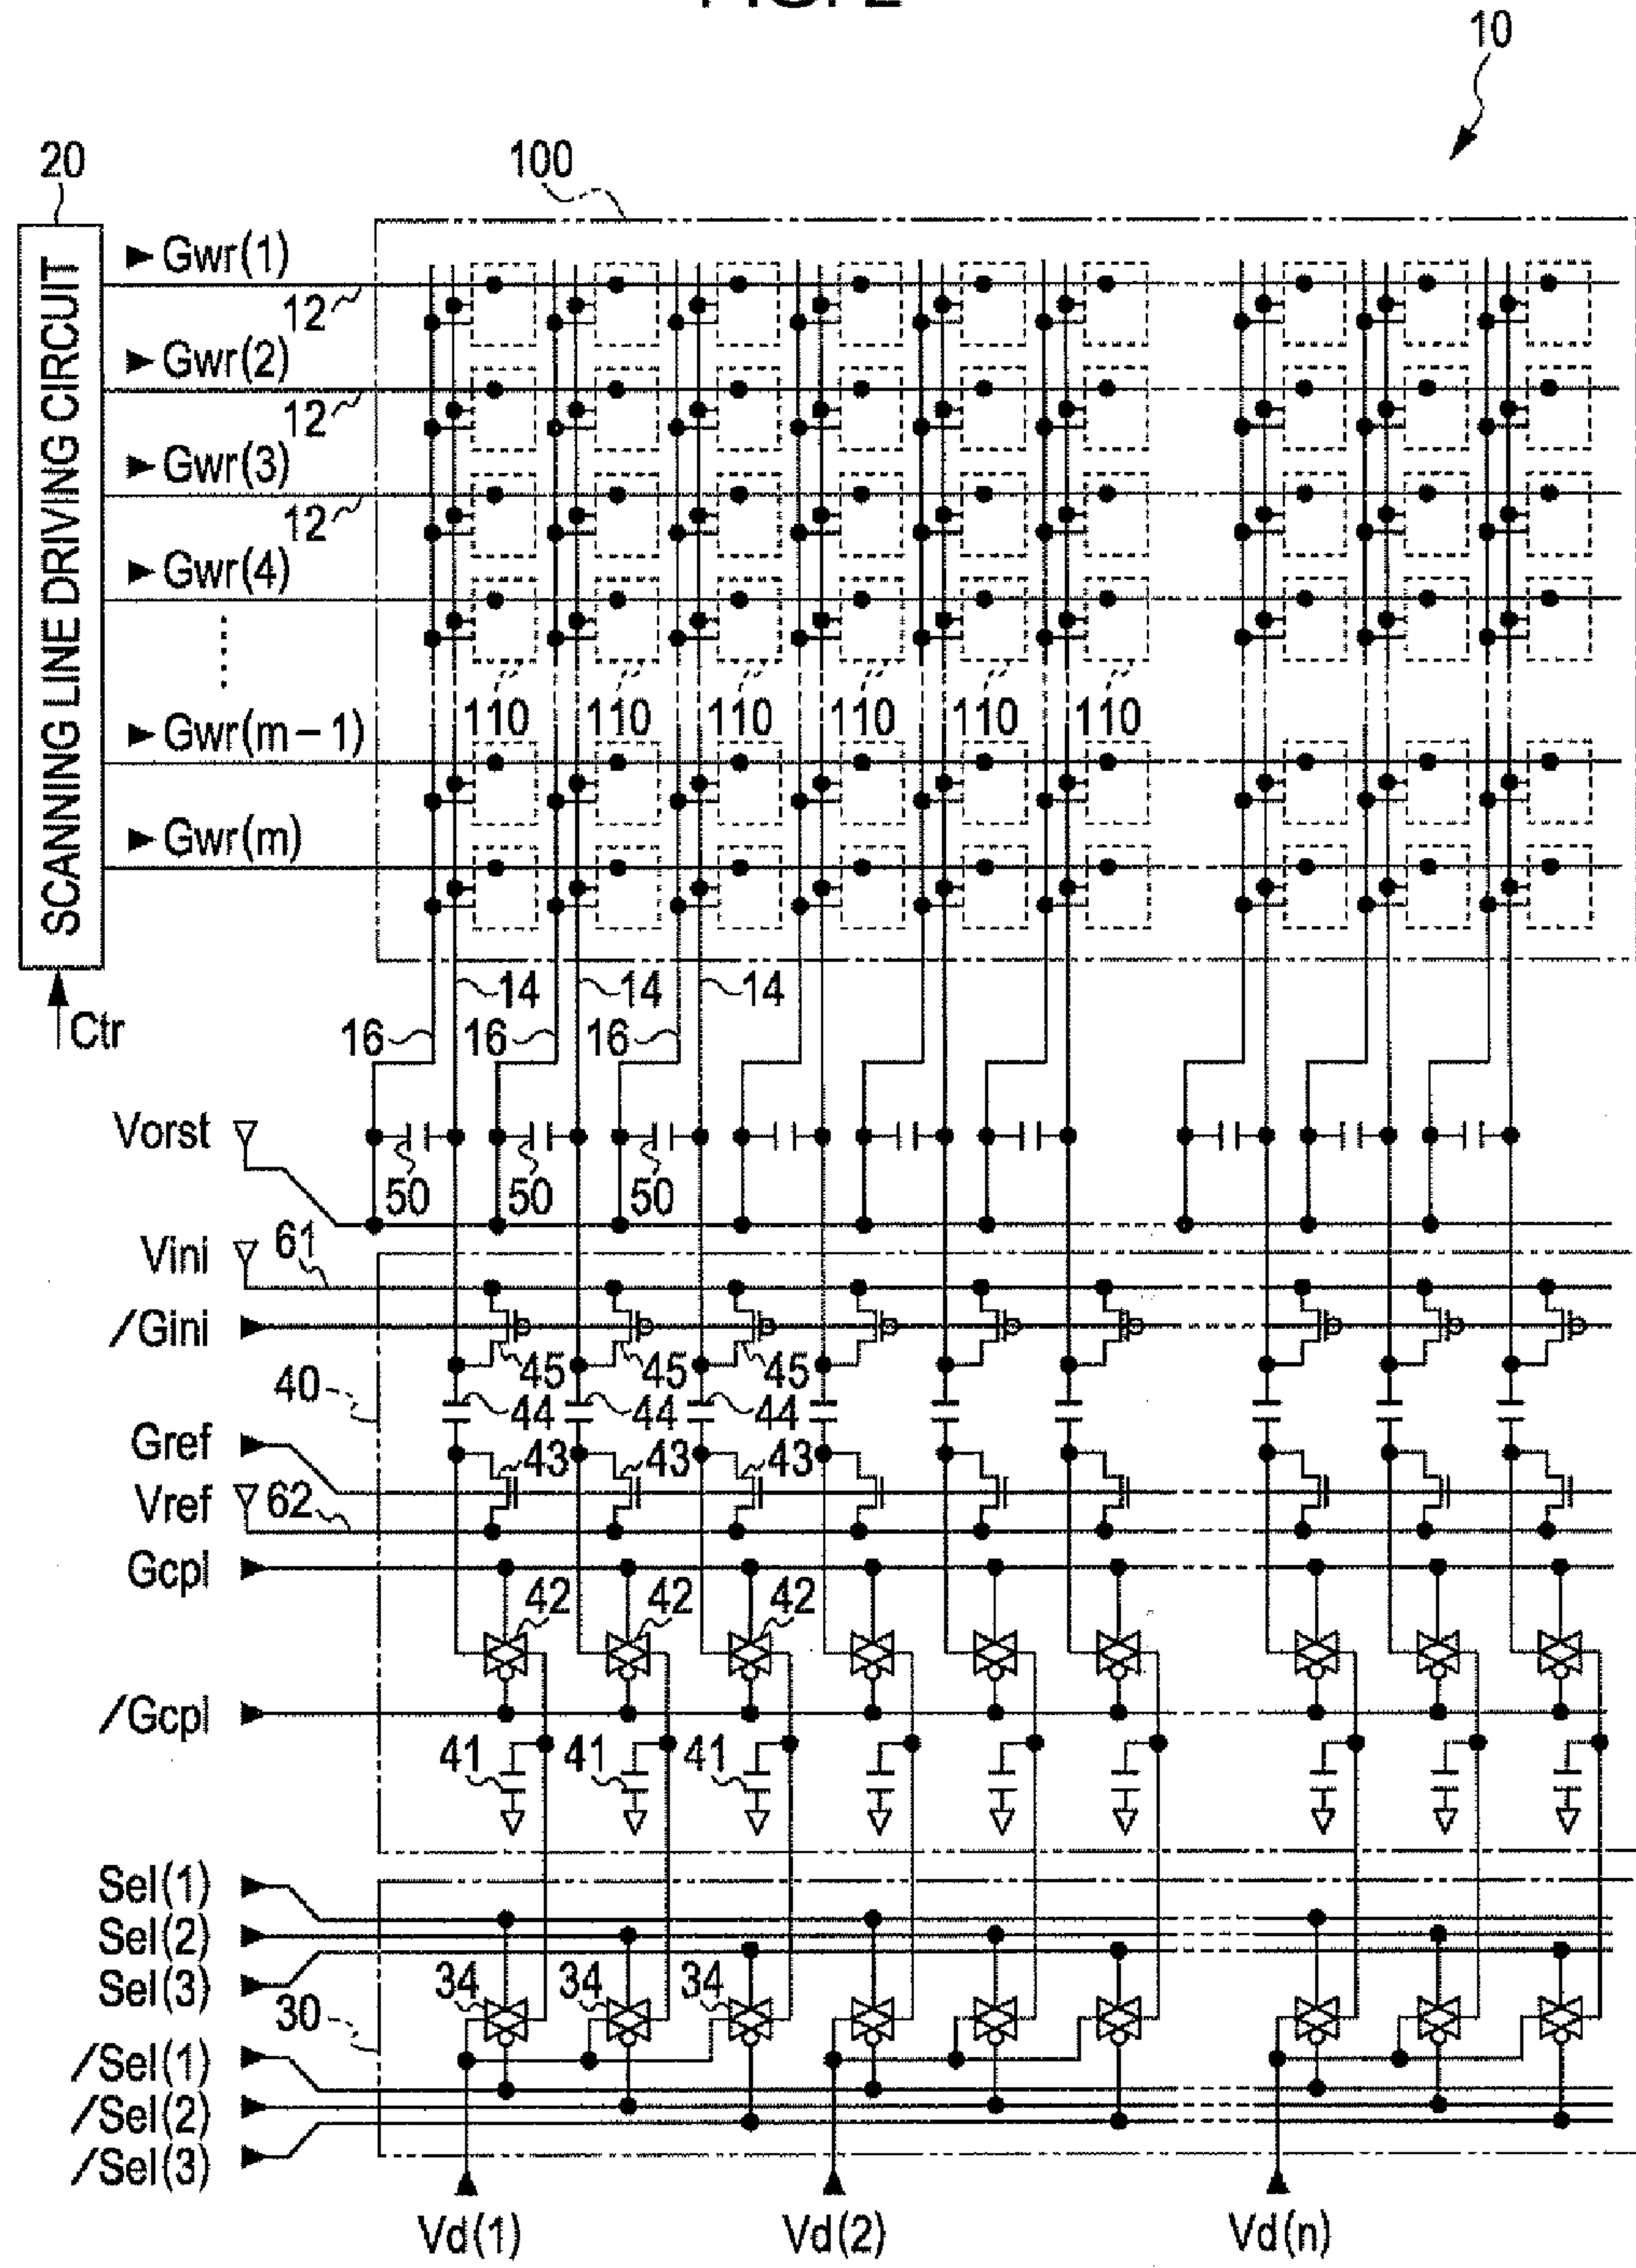 FIG. 2
10
20
100
SCANNING LINE DRIVING CIRCUIT
Gwr(1)
12
Gwr(2)
12
Gwr(3)
12
Gwr(4)
110 110 110 110 110 110
Gwr(m-1)
Gwr(m)
14 14 14
Ctr
16 16 16
Vorst
50 50 50
Vini 61
/Gini
45 45 45
40
44 44 44
Gref
43 43 43
Vref 62
Gcpl
42 42 42
/Gcpl
41 41 41
Sel(1)
Sel(2)
Sel(3)
34 34 34
30
/Sel(1)
/Sel(2)
/Sel(3)
Vd(1) Vd(2) Vd(n)